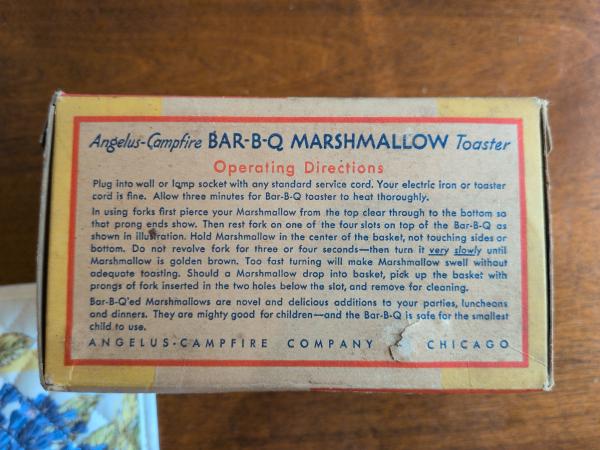 Angelus-Campfire BAR-B-Q MARSHMALLOW Toaster
Operating Directions
Plug into wall or lamp socket with any standard service cord. Your electric iron or toaster
cord is fine. Allow three minutes for Bar-B-Q toaster to heat thoroughly.
In using forks first pierce your Marshmallow from the top clear through to the bottom so
that prong ends show. Then rest fork on one of the four slots on top of the Bar-B-Q as
shown in illustration. Hold Marshmallow in the center of the basket, not touching sides or
bottom. Do not revolve fork for three or four seconds—then turn it very slowly until
Marshmallow is golden brown. Too fast turning will make Marshmallow swell without
adequate toasting. Should a Marshmallow drop into basket, pick up the basket with
prongs of fork inserted in the two holes below the slot, and remove for cleaning.
Bar-B-Q'ed Marshmallows are novel and delicious additions to your parties, luncheons
and dinners. They are mighty good for children—and the Bar-B-Q is safe for the smallest
child to use.
ANGELUS-CAMPFIRE COMPANY CHICAGO